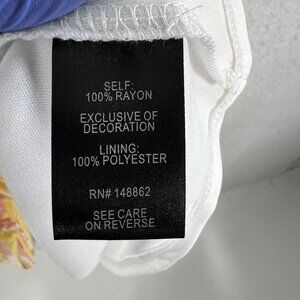 SELF:
100% RAYON
EXCLUSIVE OF
DECORATION
LINING:
100% POLYESTER
RN# 148862
SEE CARE
ON REVERSE